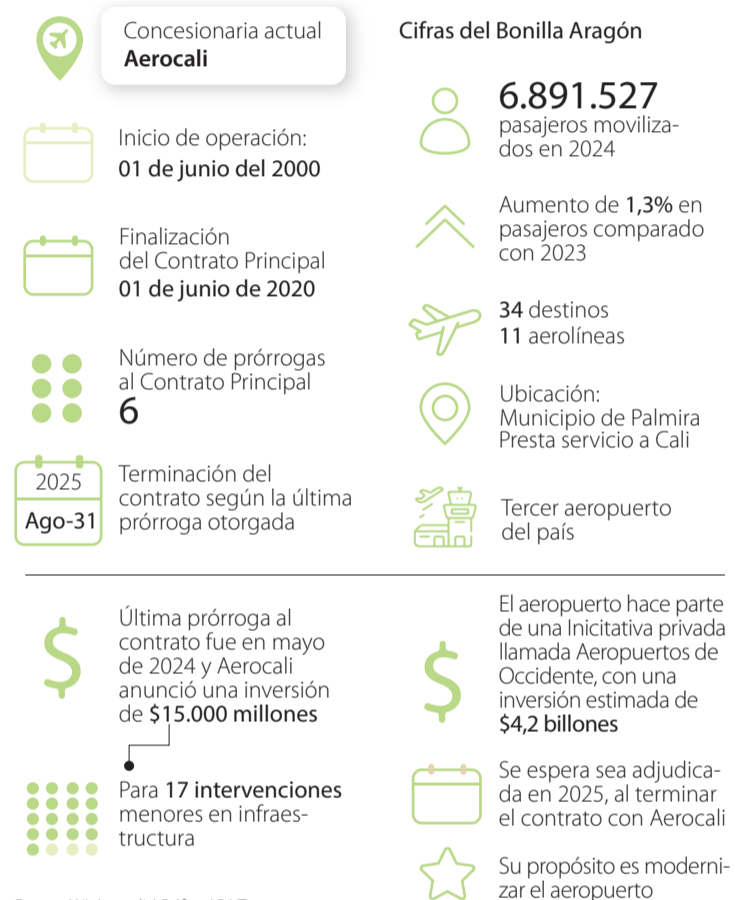 Concesionaria actual
Aerocali
Inicio de operación:
01 de junio del 2000
Finalización
del Contrato Principal
01 de junio de 2020
Número de prórrogas
al Contrato Principal
6
2025
Ago-31
Terminación del
contrato según la última
prórroga otorgada
Cifras del Bonilla Aragón
6.891.527
pasajeros moviliza-
dos en 2024
Aumento de 1,3% en
pasajeros comparado
con 2023
34 destinos
11 aerolíneas
Ubicación:
Municipio de Palmira
Presta servicio a Cali
Tercer aeropuerto
del país
Última prórroga al
contrato fue en mayo
de 2024 y Aerocali
anunció una inversión
de $15.000 millones
Para 17 intervenciones
menores en infraes-
tructura
El aeropuerto hace parte
de una Inicitativa privada
llamada Aeropuertos de
Occidente, con una
inversión estimada de
$4,2 billones
Se espera sea adjudica-
da en 2025, al terminar
el contrato con Aerocali
Su propósito es moderni-
zar el aeropuerto